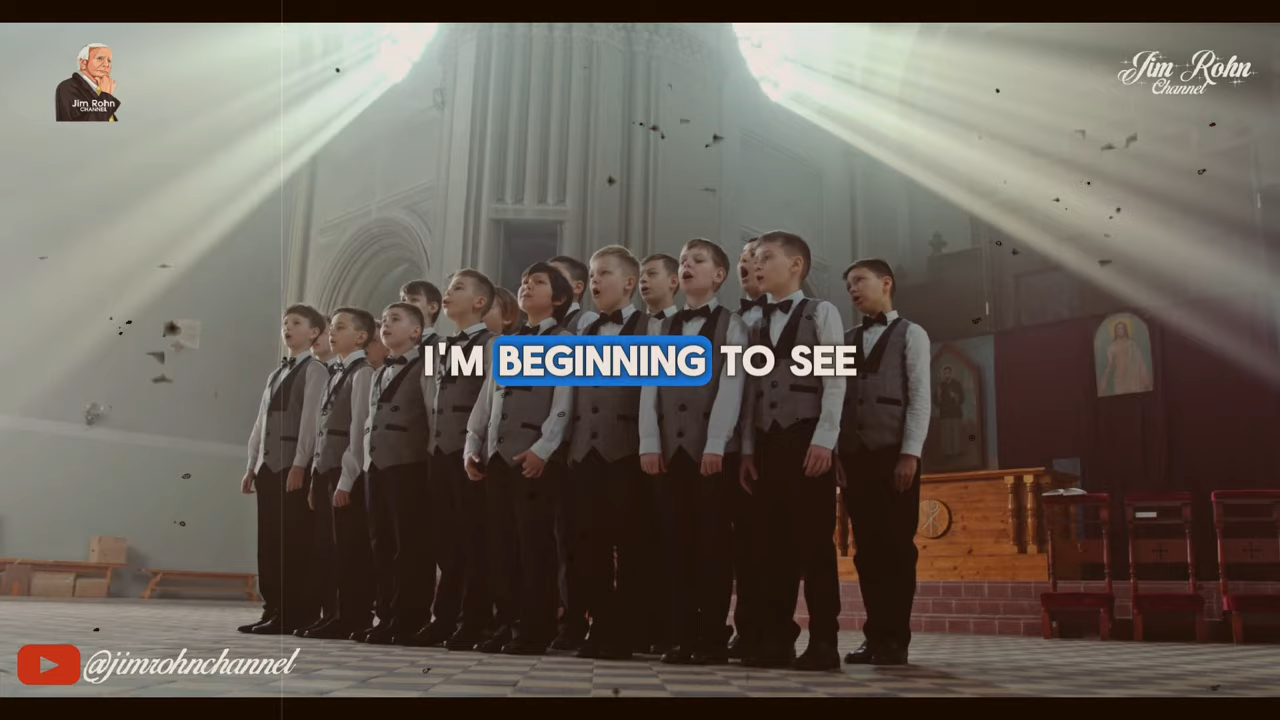 Jim Rohn
CHANNEL
Jim Rohn
Channel
I'M BEGINNING TO SEE
@jimrohnchannel